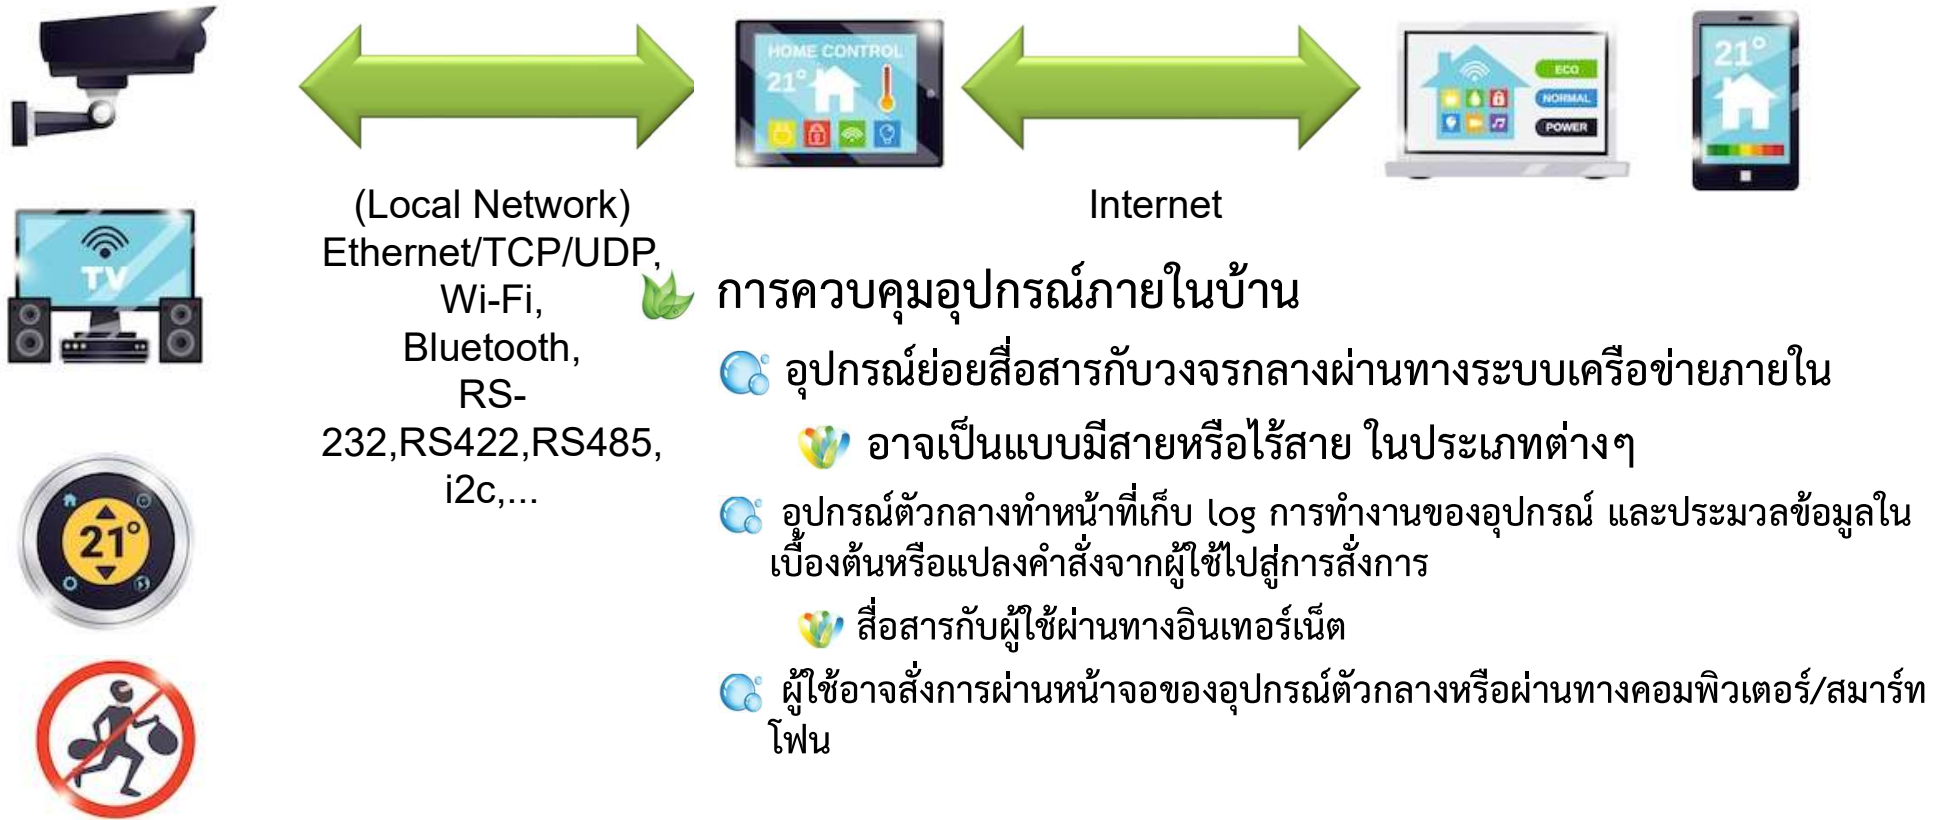 HOME CONTROL
21°
ECO
NORMAL
POWER
21°
TV
21°
(Local Network)
Ethernet/TCP/UDP,
Wi-Fi,
Bluetooth,
RS-
232,RS422,RS485,
i2c,...
Internet
การควบคุมอุปกรณ์ภายในบ้าน
อุปกรณ์ย่อยสื่อสารกับวงจรกลางผ่านทางระบบเครือข่ายภายใน
อาจเป็นแบบมีสายหรือไร้สาย ในประเภทต่างๆ
อุปกรณ์ตัวกลางทำหน้าที่เก็บ log การทำงานของอุปกรณ์ และประมวลข้อมูลใน
เบื้องต้นหรือแปลงคำสั่งจากผู้ใช้ไปสู่การสั่งการ
สื่อสารกับผู้ใช้ผ่านทางอินเทอร์เน็ต
ผู้ใช้อาจสั่งการผ่านหน้าจอของอุปกรณ์ตัวกลางหรือผ่านทางคอมพิวเตอร์/สมาร์ท
โฟน